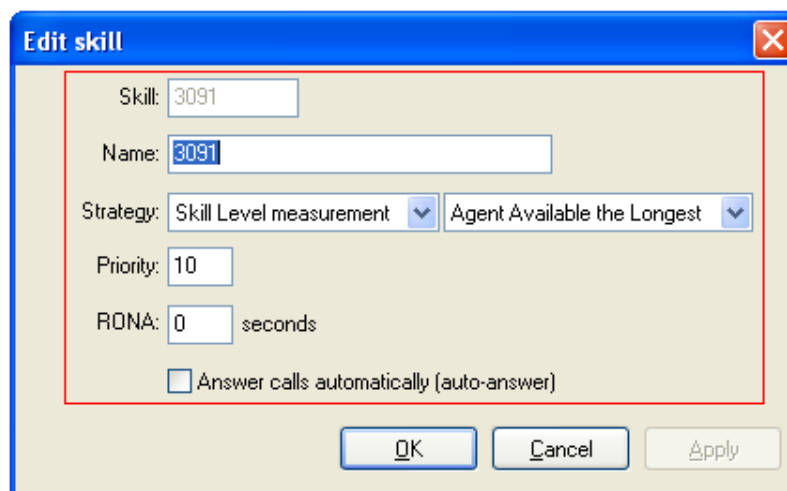 Edit skill
Skill: 3091
Name: 3091
Strategy: Skill Level measurement Agent Available the Longest
Priority: 10
RONA: 0 seconds
Answer calls automatically (auto-answer)
OK Cancel Apply